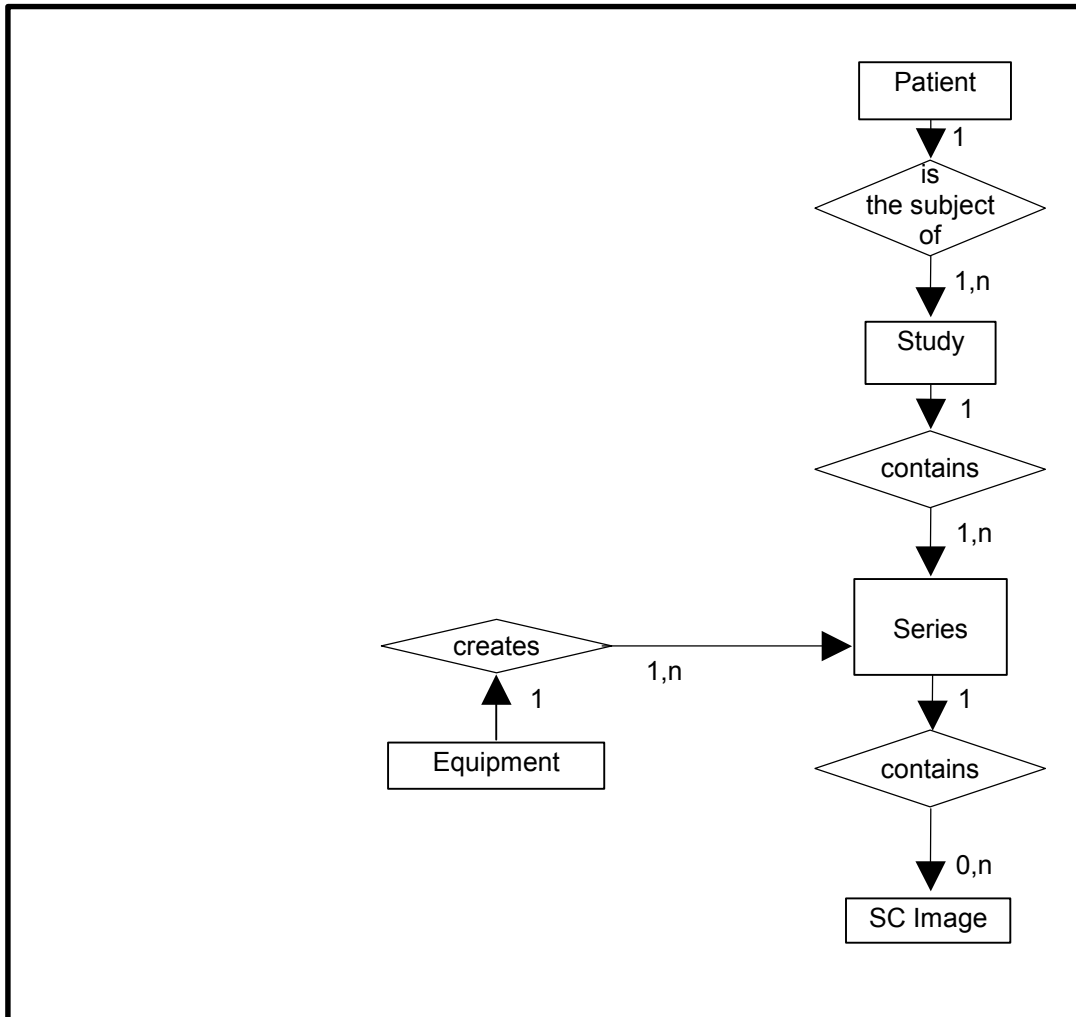 Patient
1
is
the subject
of
1,n
Study
1
contains
1,n
Series
creates
1,n
1
1
Equipment
contains
0,n
SC Image